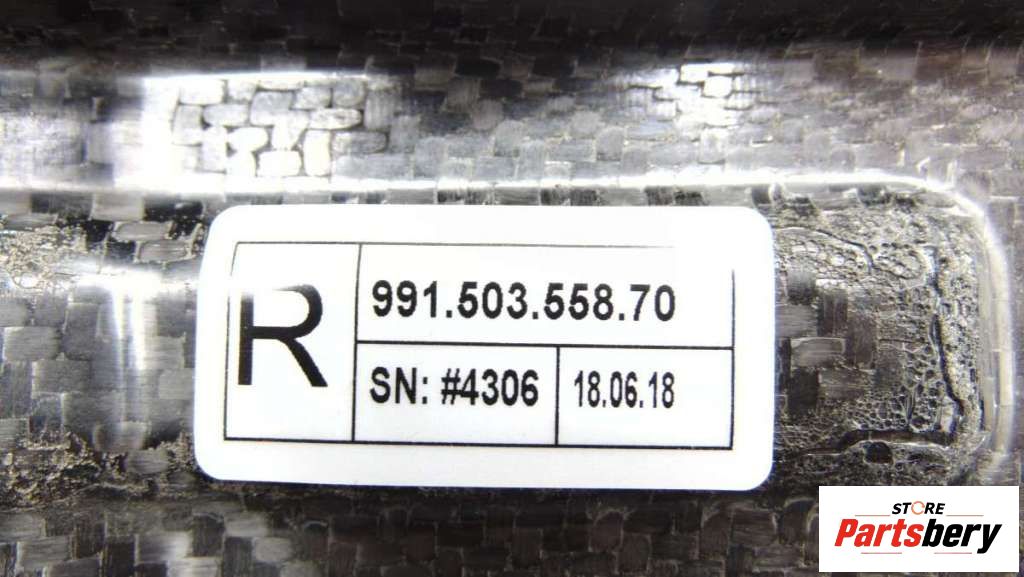 R
991.503.558.70
SN: #4306
18.06.18
STORE
Partsbery